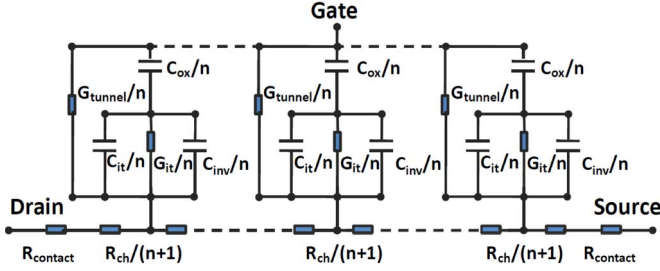 Gate
Cox/n Cox/n Cox/n
Gtunnel/n Gtunnel/n Gtunnel/n
Cit/n Git/n Cinv/n Cit/n Git/n Cinv/n Cit/n Git/n Cinv/n
Drain Source
Rcontact Rch/(n+1) Rch/(n+1) Rch/(n+1) Rcontact